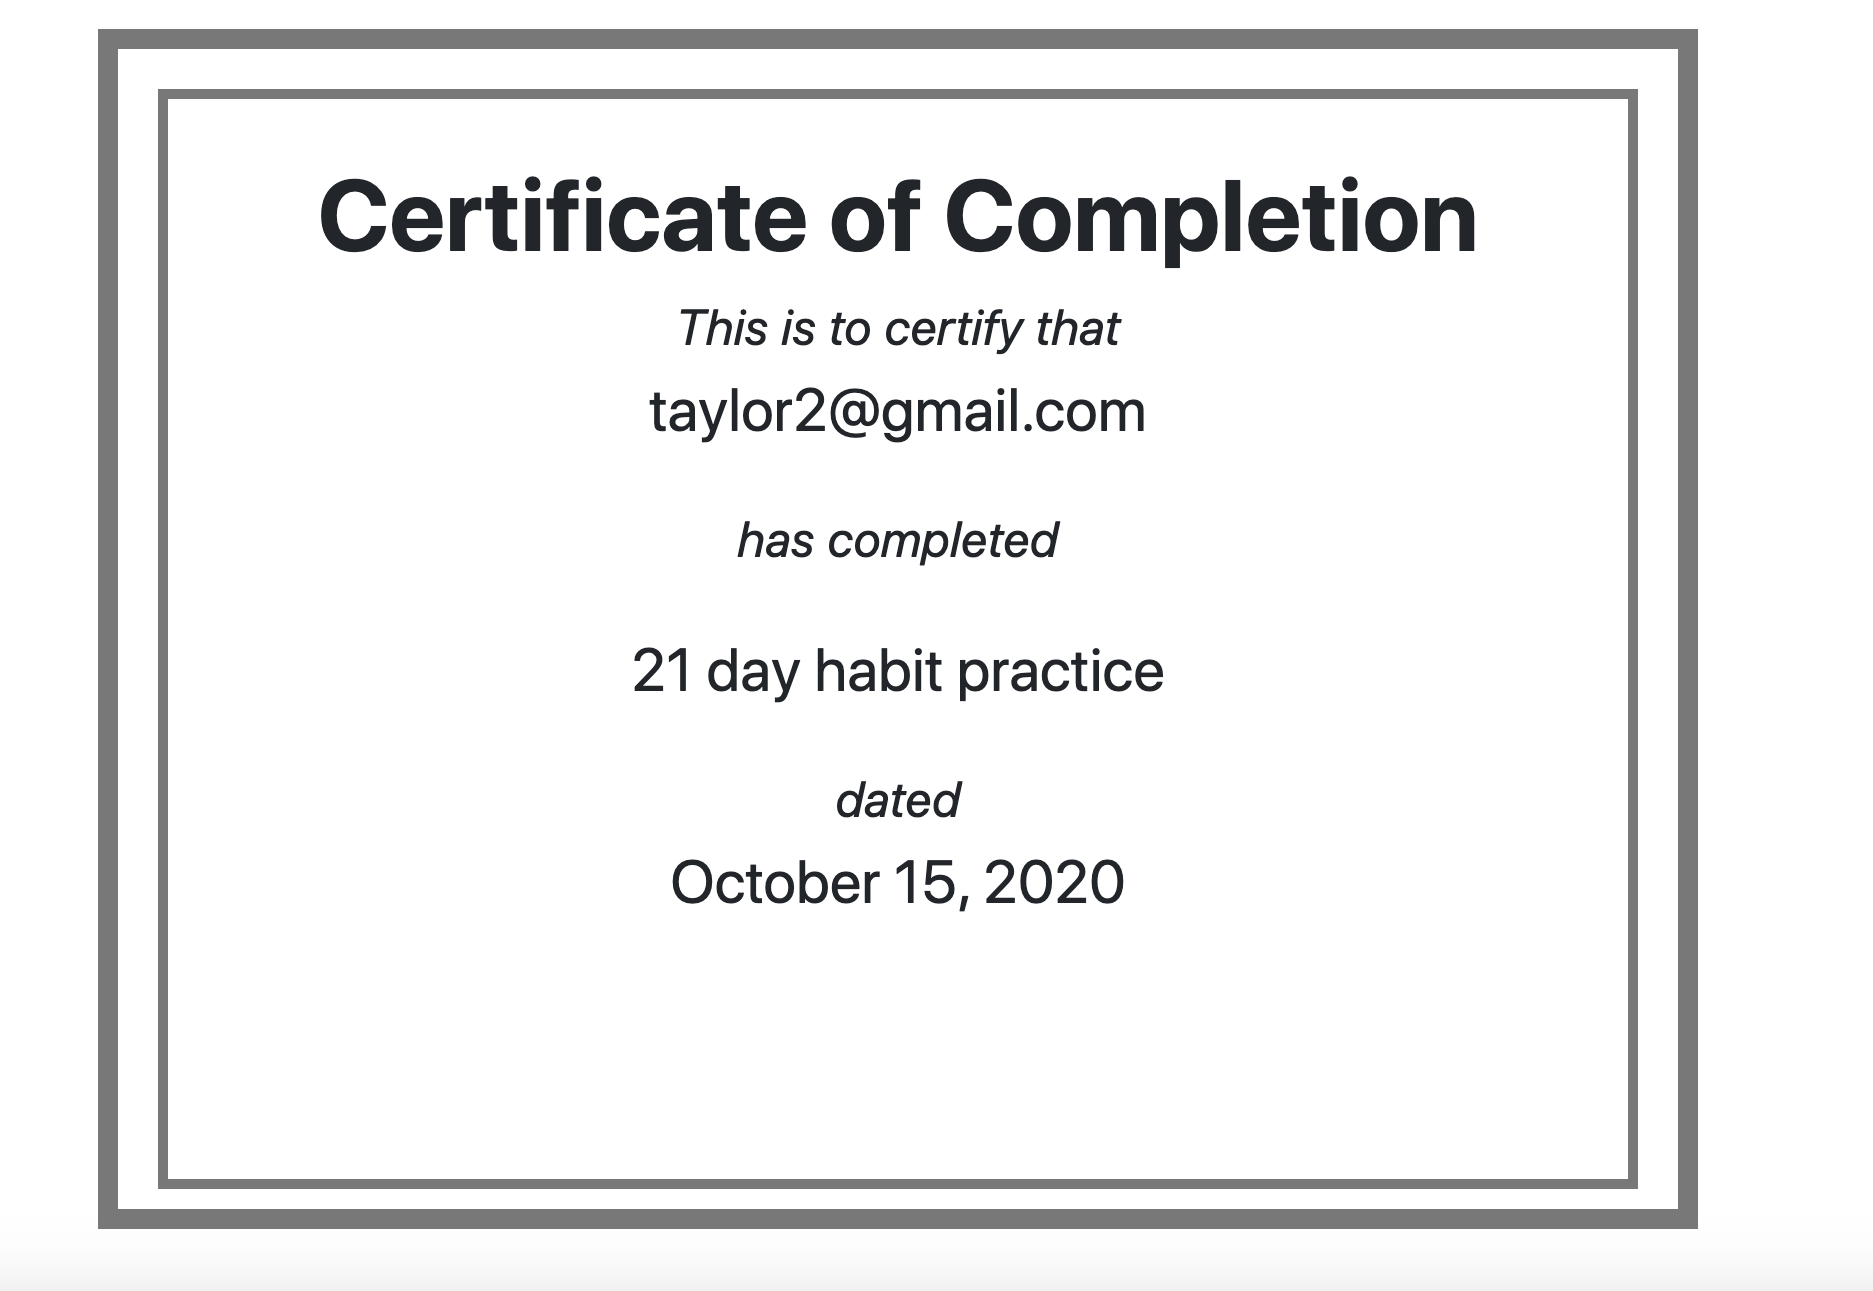 Certificate of Completion
This is to certify that
taylor2@gmail.com
has completed
21 day habit practice
dated
October 15, 2020